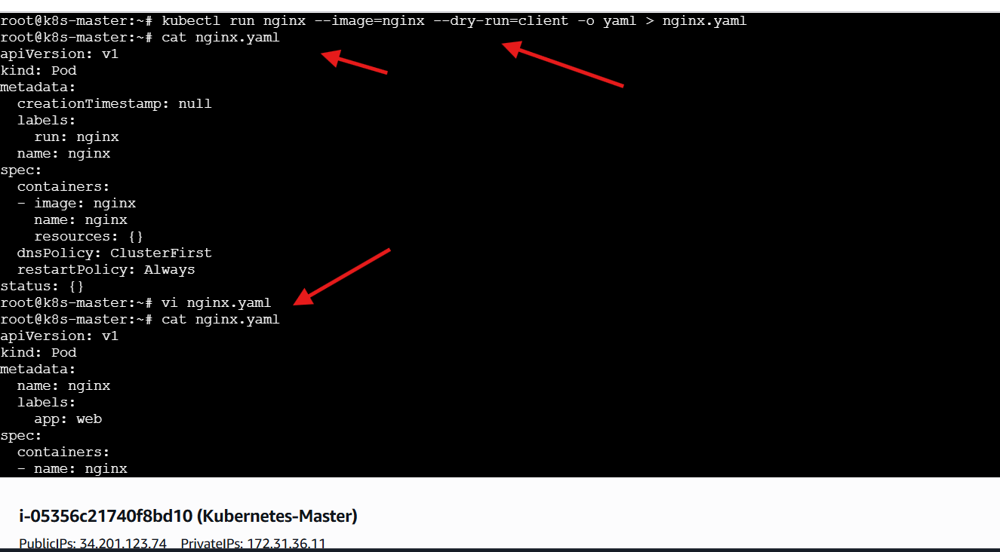 root@k8s-master:~# kubectl run nginx --image=nginx --dry-run=client -o yaml > nginx.yaml
root@k8s-master:~# cat nginx.yaml
apiVersion: v1
kind: Pod
metadata:
  creationTimestamp: null
  labels:
    run: nginx
  name: nginx
spec:
  containers:
  - image: nginx
    name: nginx
    resources: {}
  dnsPolicy: ClusterFirst
  restartPolicy: Always
status: {}
root@k8s-master:~# vi nginx.yaml
root@k8s-master:~# cat nginx.yaml
apiVersion: v1
kind: Pod
metadata:
  name: nginx
  labels:
    app: web
spec:
  containers:
  - name: nginx
i-05356c21740f8bd10 (Kubernetes-Master)
PublicIPs: 34.201.123.74 PrivateIPs: 172.31.36.11